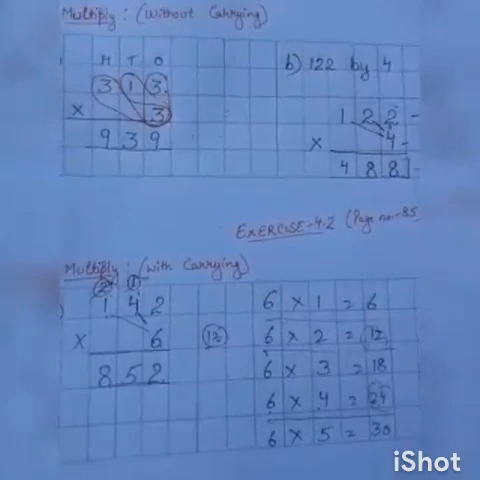 Multiply : (Without Carrying)
H T O
3 1 3
× 3
9 3 9
b) 122 by 4
1 2 2
× 4
4 8 8
EXERCISE-4.2 (Page no.-85
Multiply : (with Carrying)
2 1
1 4 2
× 6
8 5 2
12
6 × 1 = 6
6 × 2 = 12
6 × 3 = 18
6 × 4 = 24
6 × 5 = 30
iShot